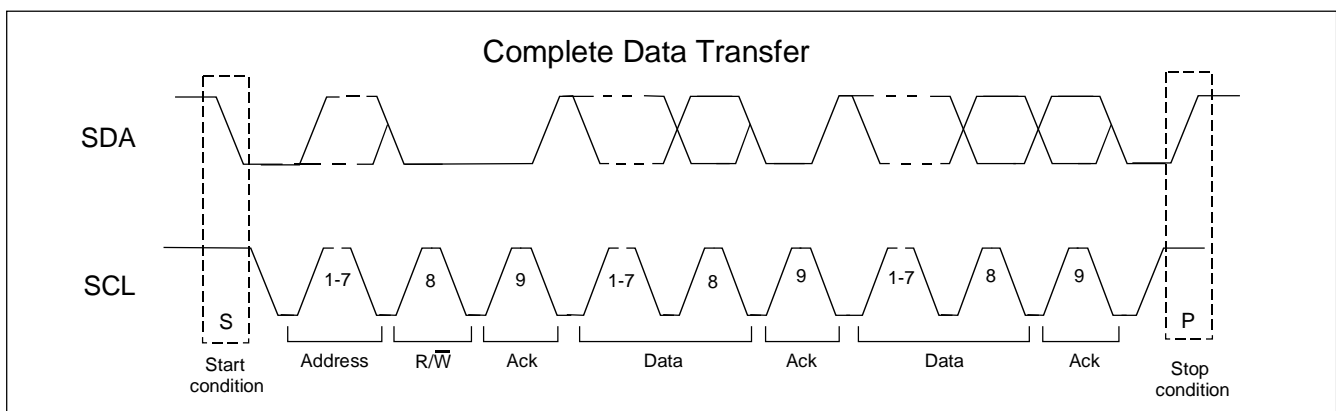 Complete Data Transfer
SDA
SCL
1-7 8 9 1-7 8 9 1-7 8 9
S P
Address R/W̅ Ack Data Ack Data Ack
Start
condition
Stop
condition